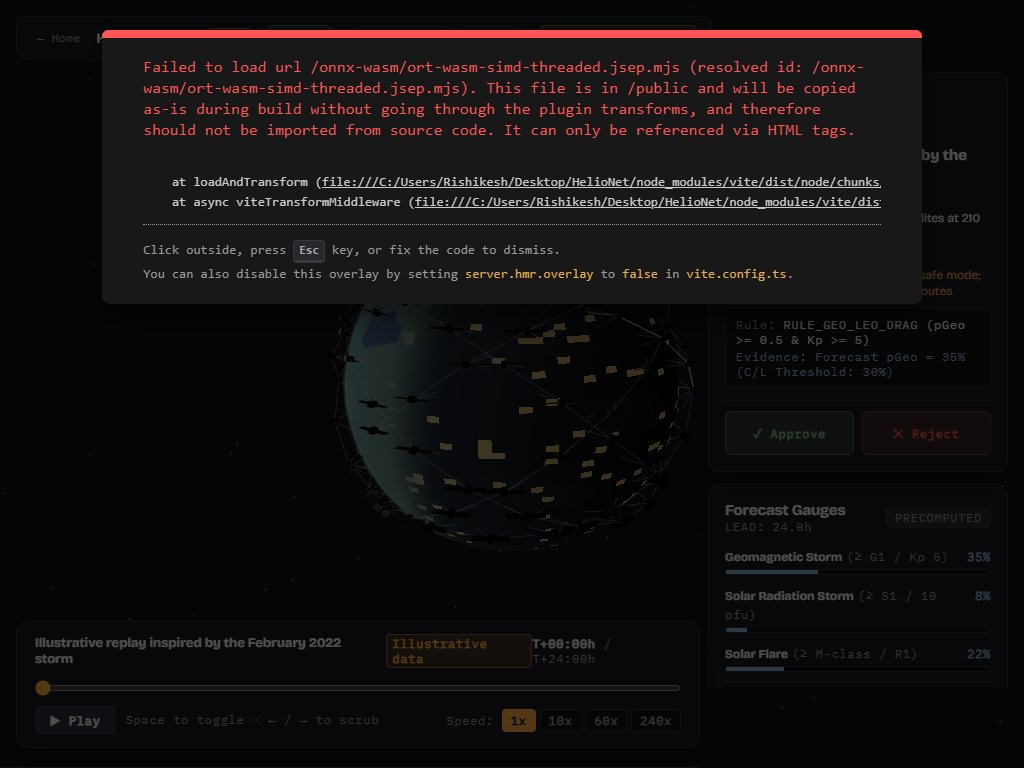 ← Home
Failed to load url /onnx-wasm/ort-wasm-simd-threaded.jsep.mjs (resolved id: /onnx-
wasm/ort-wasm-simd-threaded.jsep.mjs). This file is in /public and will be copied
as-is during build without going through the plugin transforms, and therefore
should not be imported from source code. It can only be referenced via HTML tags.
at loadAndTransform (file:///C:/Users/Rishikesh/Desktop/HelioNet/node_modules/vite/dist/node/chunks
at async viteTransformMiddleware (file:///C:/Users/Rishikesh/Desktop/HelioNet/node_modules/vite/dis
Click outside, press Esc key, or fix the code to dismiss.
You can also disable this overlay by setting server.hmr.overlay to false in vite.config.ts.
by the
lites at 210
safe mode;
outes
Rule: RULE_GEO_LEO_DRAG (pGeo
>= 0.5 & Kp >= 5)
Evidence: Forecast pGeo = 35%
(C/L Threshold: 30%)
✓ Approve ✕ Reject
Forecast Gauges PRECOMPUTED
LEAD: 24.0h
Geomagnetic Storm (≥ G1 / Kp 5) 35%
Solar Radiation Storm (≥ S1 / 10 8%
pfu)
Solar Flare (≥ M-class / R1) 22%
Illustrative replay inspired by the February 2022
storm
Illustrative
data
T+00:00h /
T+24:00h
▶ Play Space to toggle · ← / → to scrub Speed: 1x 10x 60x 240x